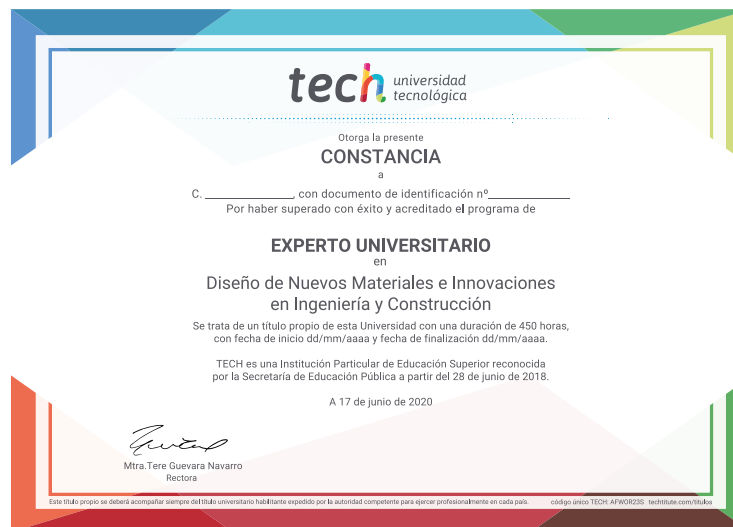 tech universidad
tecnológica
Otorga la presente
CONSTANCIA
a
C. ______________, con documento de identificación nº______________
Por haber superado con éxito y acreditado el programa de
EXPERTO UNIVERSITARIO
en
Diseño de Nuevos Materiales e Innovaciones
en Ingeniería y Construcción
Se trata de un título propio de esta Universidad con una duración de 450 horas,
con fecha de inicio dd/mm/aaaa y fecha de finalización dd/mm/aaaa.
TECH es una Institución Particular de Educación Superior reconocida
por la Secretaría de Educación Pública a partir del 28 de junio de 2018.
A 17 de junio de 2020
Mtra.Tere Guevara Navarro
Rectora
Este título propio se deberá acompañar siempre del título universitario habilitante expedido por la autoridad competente para ejercer profesionalmente en cada país. código único TECH: AFWOR23S techtitute.com/titulos